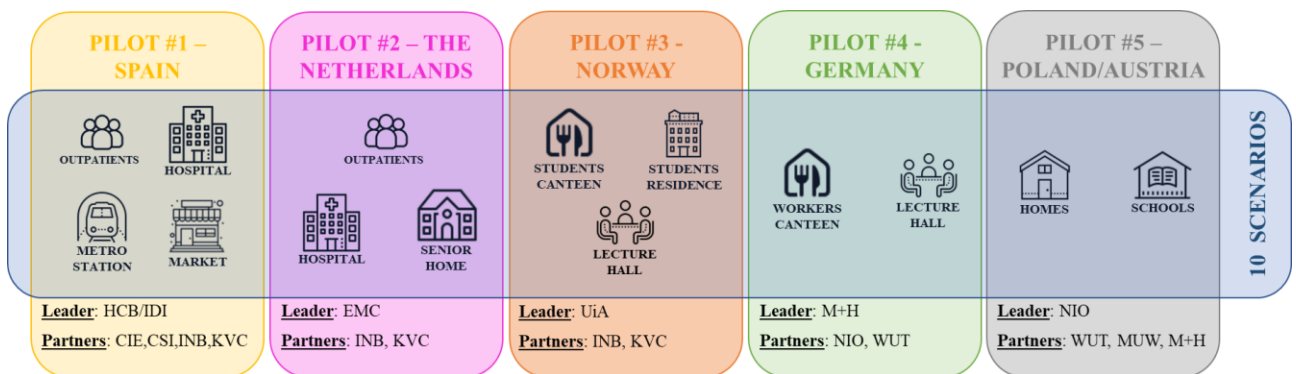 PILOT #1 –
SPAIN
OUTPATIENTS
HOSPITAL
METRO
STATION
MARKET
Leader: HCB/IDI
Partners: CIE,CSI,INB,KVC
PILOT #2 – THE
NETHERLANDS
OUTPATIENTS
HOSPITAL
SENIOR
HOME
Leader: EMC
Partners: INB, KVC
PILOT #3 -
NORWAY
STUDENTS
CANTEEN
STUDENTS
RESIDENCE
LECTURE
HALL
Leader: UiA
Partners: INB, KVC
PILOT #4 -
GERMANY
WORKERS
CANTEEN
LECTURE
HALL
Leader: M+H
Partners: NIO, WUT
PILOT #5 –
POLAND/AUSTRIA
HOMES
SCHOOLS
Leader: NIO
Partners: WUT, MUW, M+H
10 SCENARIOS